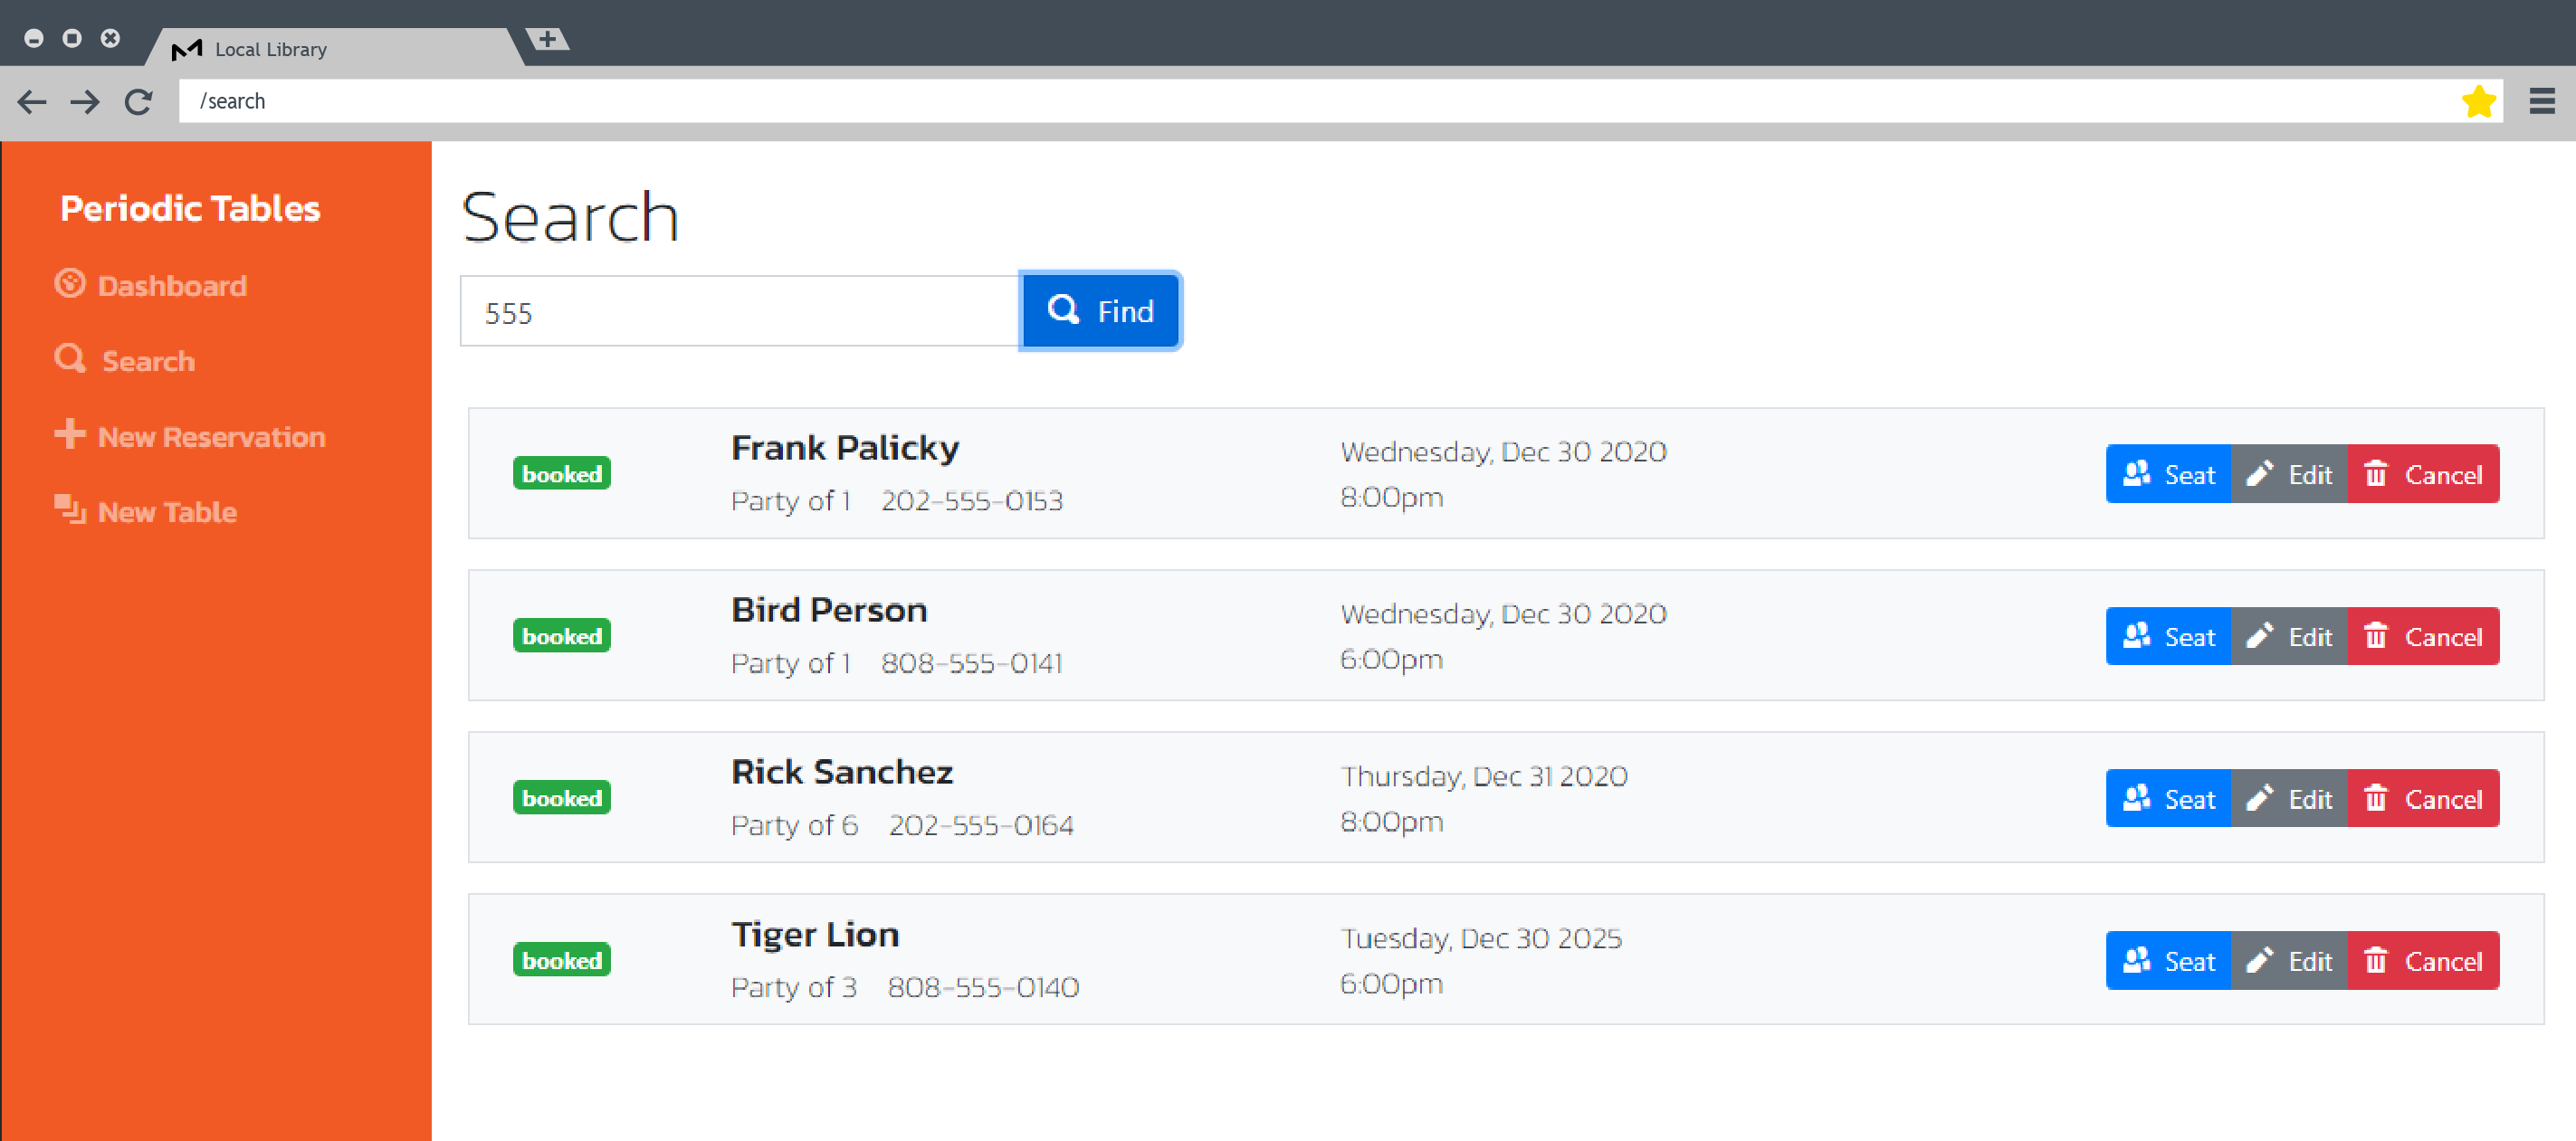 Local Library
/search
Periodic Tables
Dashboard
Search
New Reservation
New Table
Search
555
Find
booked
Frank Palicky
Party of 1 202-555-0153
Wednesday, Dec 30 2020
8:00pm
Seat Edit Cancel
booked
Bird Person
Party of 1 808-555-0141
Wednesday, Dec 30 2020
6:00pm
Seat Edit Cancel
booked
Rick Sanchez
Party of 6 202-555-0164
Thursday, Dec 31 2020
8:00pm
Seat Edit Cancel
booked
Tiger Lion
Party of 3 808-555-0140
Tuesday, Dec 30 2025
6:00pm
Seat Edit Cancel